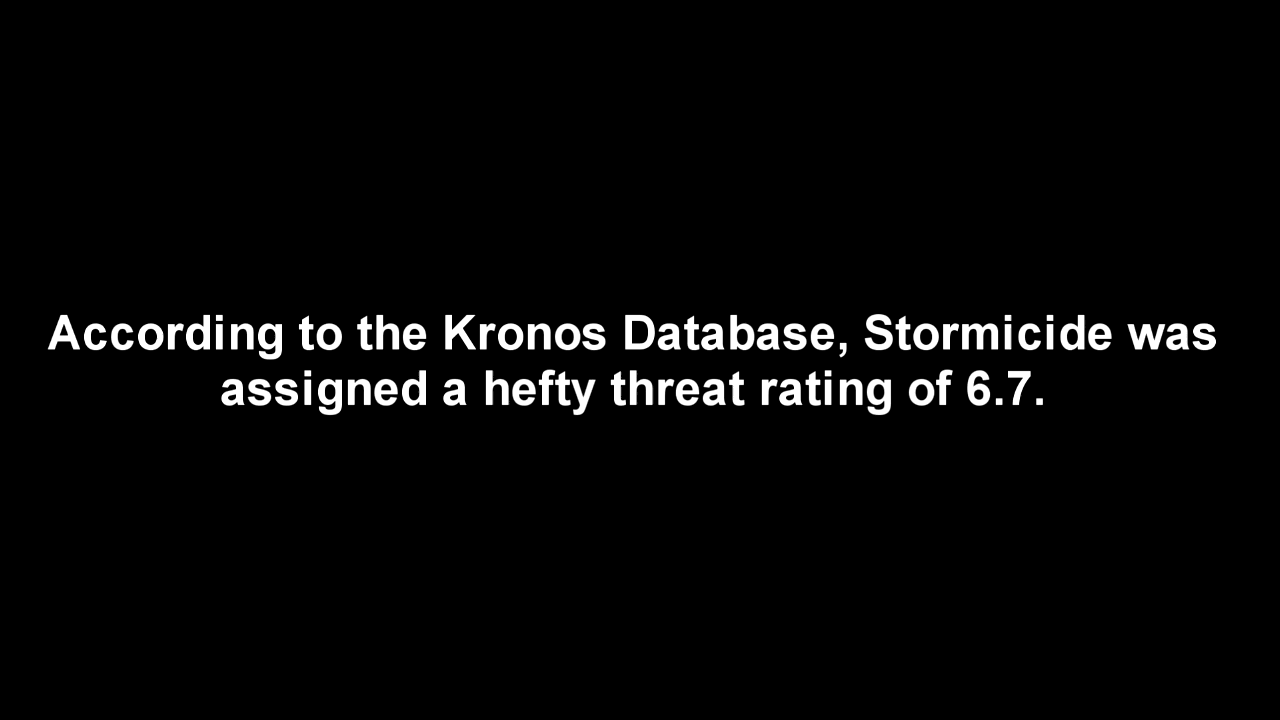 According to the Kronos Database, Stormicide was
assigned a hefty threat rating of 6.7.